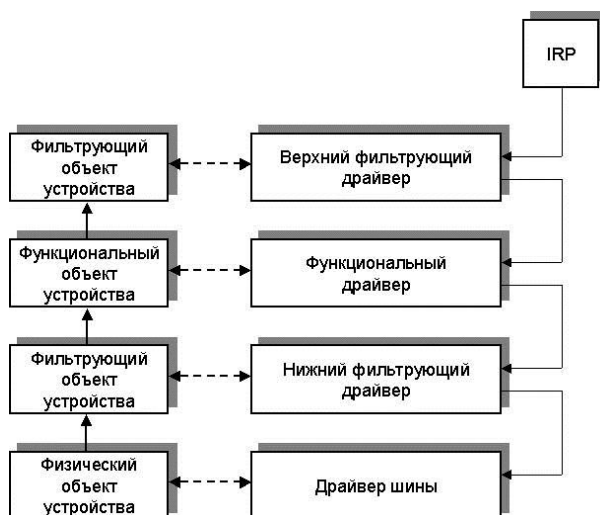 IRP
Фильтрующий
объект
устройства
Верхний фильтрующий
драйвер
Функциональный
объект
устройства
Функциональный
драйвер
Фильтрующий
объект
устройства
Нижний фильтрующий
драйвер
Физический
объект
устройства
Драйвер шины